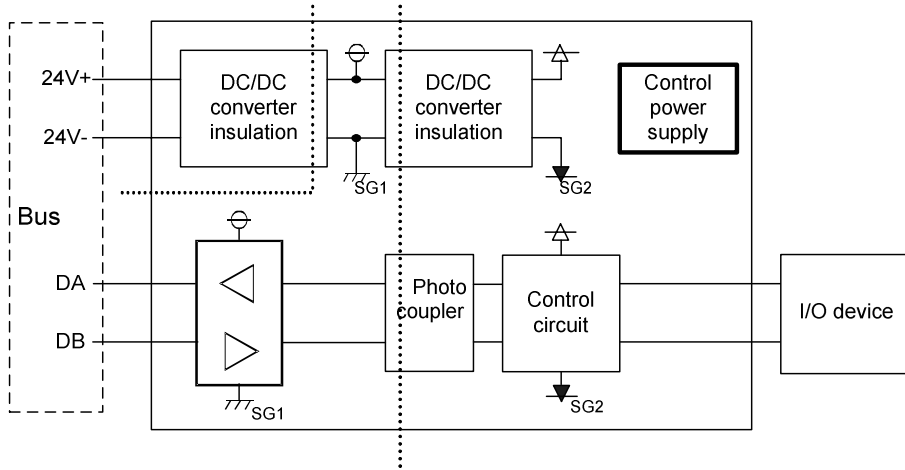 24V+
24V-
Bus
DA
DB
DC/DC
converter
insulation
SG1
DC/DC
converter
insulation
SG2
Control
power
supply
SG1
Photo
coupler
Control
circuit
SG2
I/O device